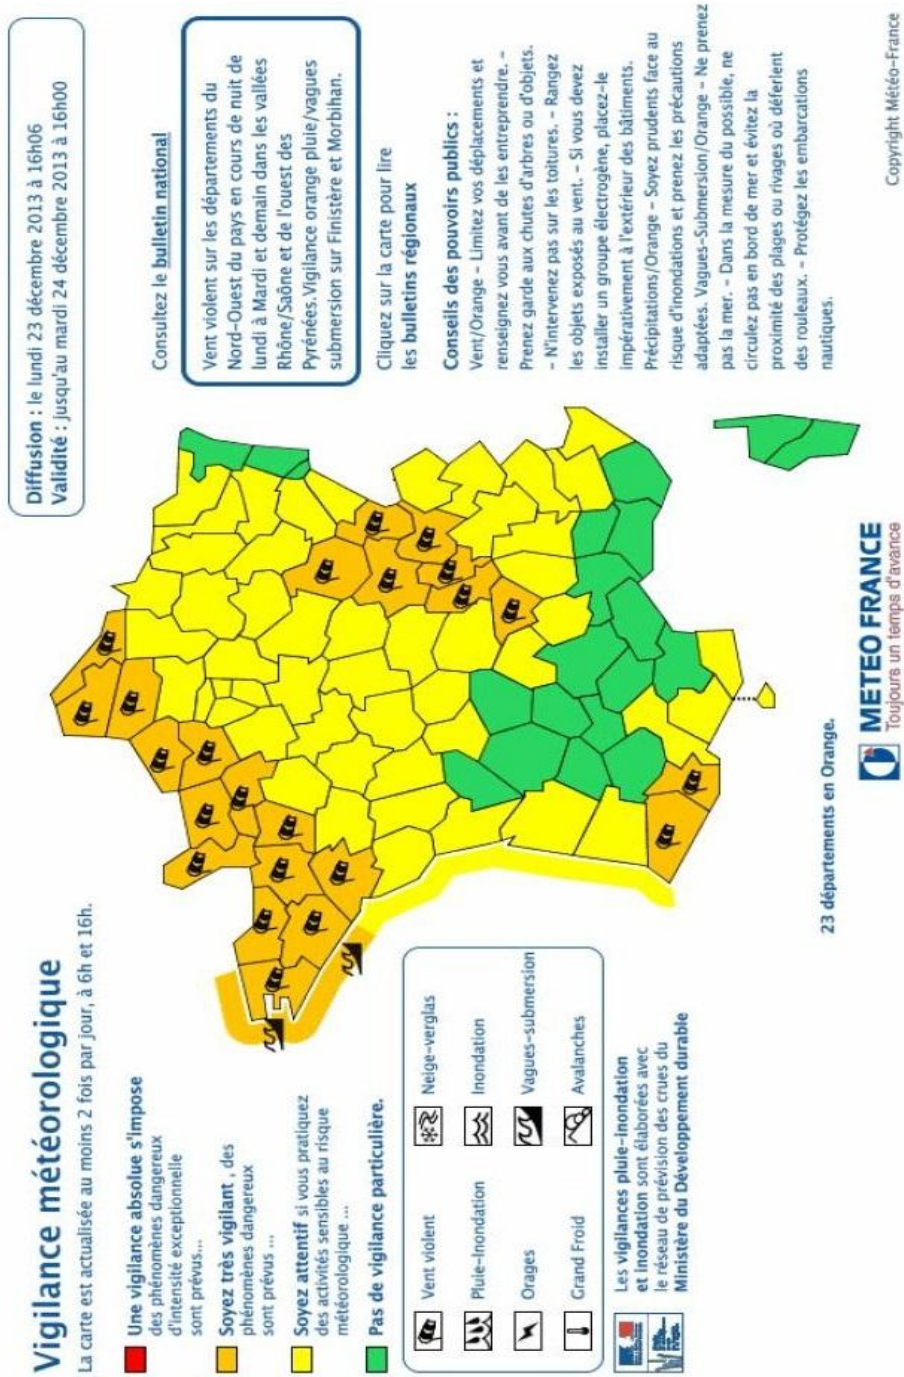 Vigilance météorologique
La carte est actualisée au moins 2 fois par jour, à 6h et 16h.
Diffusion : le lundi 23 décembre 2013 à 16h06
Validité : jusqu'au mardi 24 décembre 2013 à 16h00
Une vigilance absolue s'impose
des phénomènes dangereux
d'intensité exceptionnelle
sont prévus...
Soyez très vigilant , des
phénomènes dangereux
sont prévus ...
Soyez attentif si vous pratiquez
des activités sensibles au risque
météorologique ...
Pas de vigilance particulière.
Vent violent
Neige-verglas
Pluie-Inondation
Inondation
Orages
Vagues-submersion
Grand Froid
Avalanches
Les vigilances pluie-inondation
et inondation sont élaborées avec
le réseau de prévision des crues du
Ministère du Développement durable
Consultez le bulletin national
Vent violent sur les départements du
Nord-Ouest du pays en cours de nuit de
lundi à Mardi et demain dans les vallées
Rhône/Saône et de l'ouest des
Pyrénées.Vigilance orange pluie/vagues
submersion sur Finistère et Morbihan.
Cliquez sur la carte pour lire
les bulletins régionaux
Conseils des pouvoirs publics :
Vent/Orange - Limitez vos déplacements et
renseignez vous avant de les entreprendre. -
Prenez garde aux chutes d'arbres ou d'objets.
- N'intervenez pas sur les toitures. - Rangez
les objets exposés au vent. - Si vous devez
installer un groupe électrogène, placez-le
impérativement à l'extérieur des bâtiments.
Précipitations/Orange - Soyez prudents face au
risque d'inondations et prenez les précautions
adaptées. Vagues-Submersion/Orange - Ne prenez
pas la mer. - Dans la mesure du possible, ne
circulez pas en bord de mer et évitez la
proximité des plages ou rivages où déferlent
des rouleaux. - Protégez les embarcations
nautiques.
23 départements en Orange.
METEO FRANCE
Toujours un temps d'avance
Copyright Météo-France